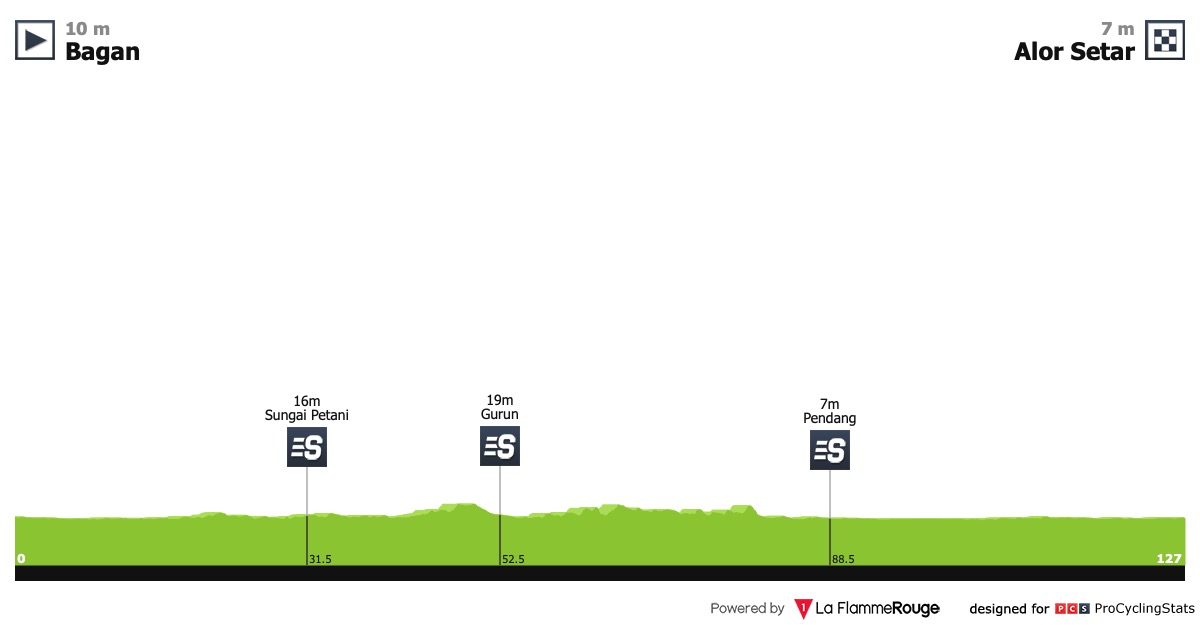 10 m
Bagan
7 m
Alor Setar
16m
Sungai Petani
S
19m
Gurun
S
7m
Pendang
S
0
31.5
52.5
88.5
127
Powered by 1 La FlammeRouge designed for PCS ProCyclingStats